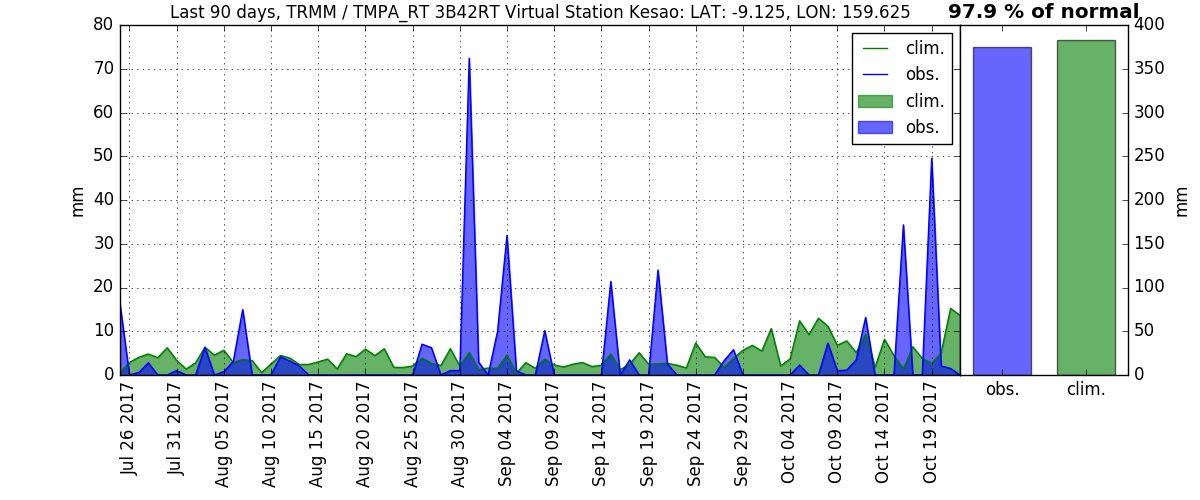 Last 90 days, TRMM / TMPA_RT 3B42RT Virtual Station Kesao: LAT: -9.125, LON: 159.625
97.9 % of normal
80
70
60
50
40
30
20
10
0
mm
clim.
obs.
clim.
obs.
400
350
300
250
200
150
100
50
0
mm
Jul 26 2017
Jul 31 2017
Aug 05 2017
Aug 10 2017
Aug 15 2017
Aug 20 2017
Aug 25 2017
Aug 30 2017
Sep 04 2017
Sep 09 2017
Sep 14 2017
Sep 19 2017
Sep 24 2017
Sep 29 2017
Oct 04 2017
Oct 09 2017
Oct 14 2017
Oct 19 2017
obs.
clim.